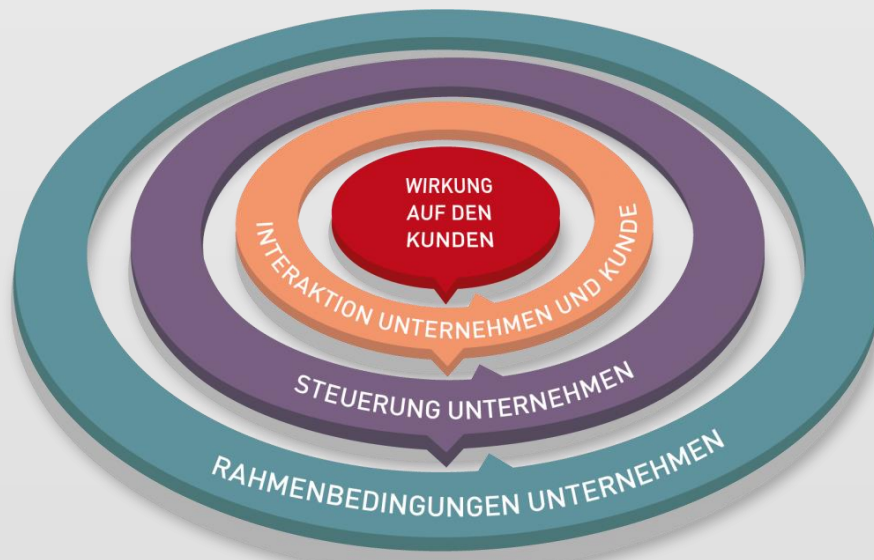 WIRKUNG
AUF DEN
KUNDEN
INTERAKTION UNTERNEHMEN UND KUNDE
STEUERUNG UNTERNEHMEN
RAHMENBEDINGUNGEN UNTERNEHMEN